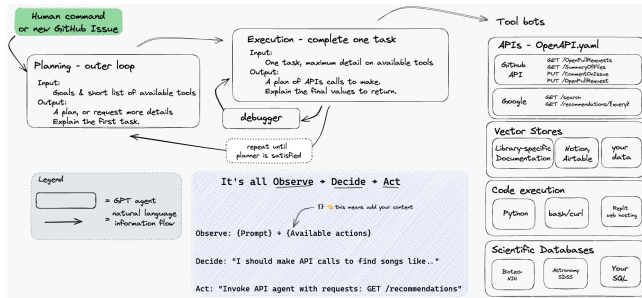 Human command
or new GitHub Issue
Planning - outer loop
Input:
Goals & short list of available tools
Output:
A plan, or request more details
Explain the first task.
Execution - complete one task
Input:
One task, maximum detail on available tools
Output:
A plan of APIs calls to make.
Explain the final values to return.
debugger
repeat until
planner is satisfied
Legend
= GPT agent
= natural language
information flow
It's all Observe → Decide → Act
this means add your content
Observe: {Prompt} + {Available actions}
Decide: "I should make API calls to find songs like.."
Act: "Invoke API agent with requests: GET /recommendations"
Tool bots
APIs - OpenAPI.yaml
GitHub
API
GET /OpenPullRequests
GET /SummaryOfFiles
PUT /CommentOnIssue
PUT /OpenPullRequest
Google
GET /search
Vector Stores
Library-specific
Documentation
Notion,
Airtable
your
data
Code execution
Python
bash/curl
Replit
web hosting
Scientific Databases
Biotech
NIH
Astronomy
SDSS
Your
SQL